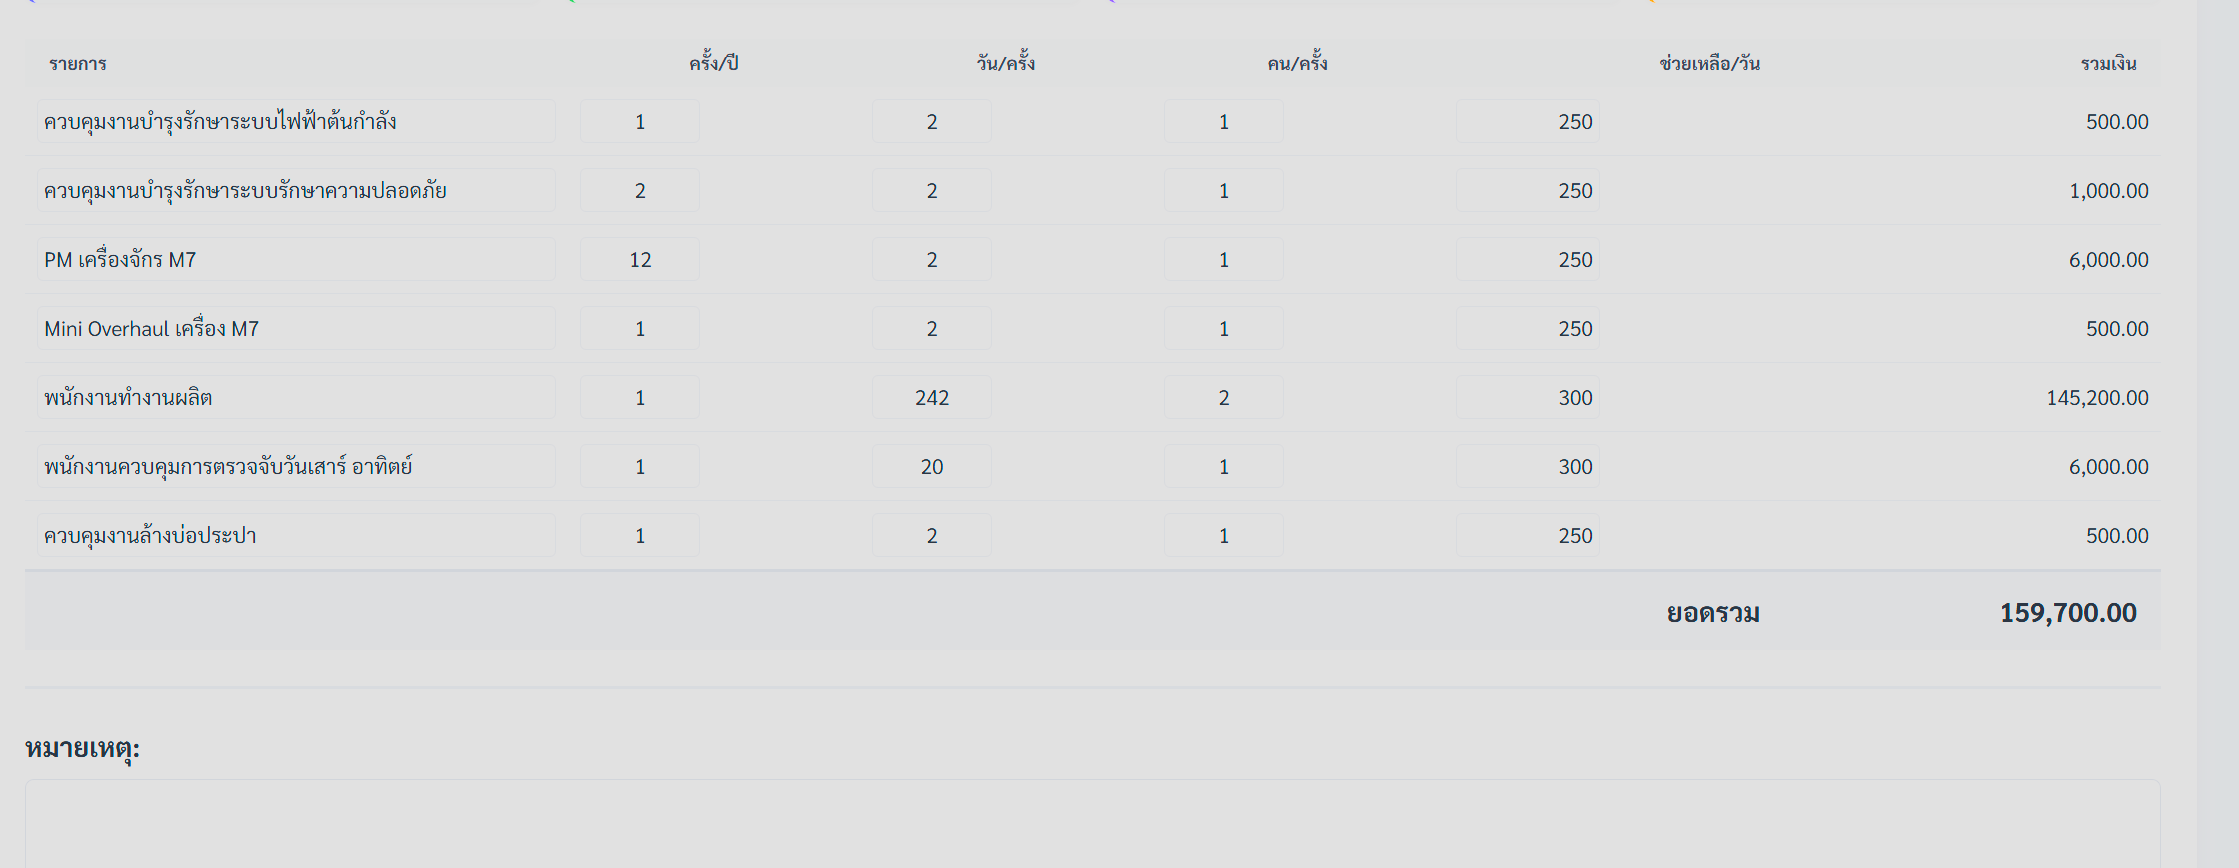 รายการ ครั้ง/ปี วัน/ครั้ง คน/ครั้ง ช่วยเหลือ/วัน รวมเงิน
ควบคุมงานบำรุงรักษาระบบไฟฟ้าต้นกำลัง 1 2 1 250 500.00
ควบคุมงานบำรุงรักษาระบบรักษาความปลอดภัย 2 2 1 250 1,000.00
PM เครื่องจักร M7 12 2 1 250 6,000.00
Mini Overhaul เครื่อง M7 1 2 1 250 500.00
พนักงานทำงานผลิต 1 242 2 300 145,200.00
พนักงานควบคุมการตรวจจับวันเสาร์ อาทิตย์ 1 20 1 300 6,000.00
ควบคุมงานล้างบ่อประปา 1 2 1 250 500.00
ยอดรวม 159,700.00
หมายเหตุ: